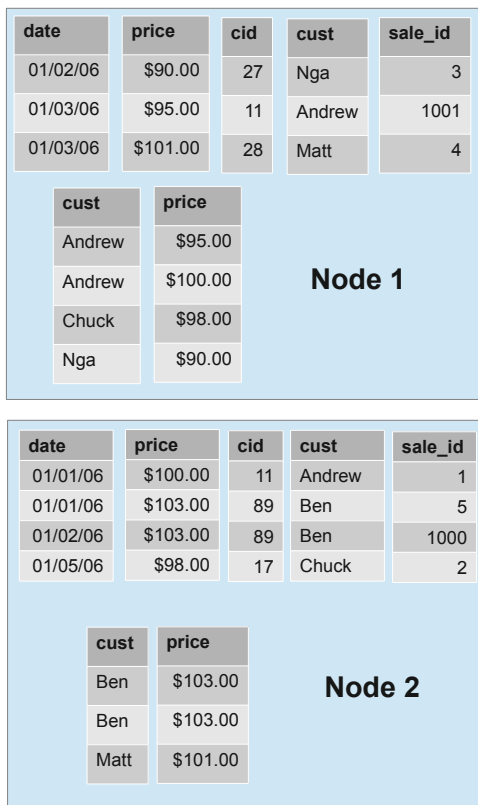 date price cid cust sale_id
01/02/06 $90.00 27 Nga 3
01/03/06 $95.00 11 Andrew 1001
01/03/06 $101.00 28 Matt 4
cust price
Andrew $95.00
Andrew $100.00
Chuck $98.00
Nga $90.00
Node 1
date price cid cust sale_id
01/01/06 $100.00 11 Andrew 1
01/01/06 $103.00 89 Ben 5
01/02/06 $103.00 89 Ben 1000
01/05/06 $98.00 17 Chuck 2
cust price
Ben $103.00
Ben $103.00
Matt $101.00
Node 2